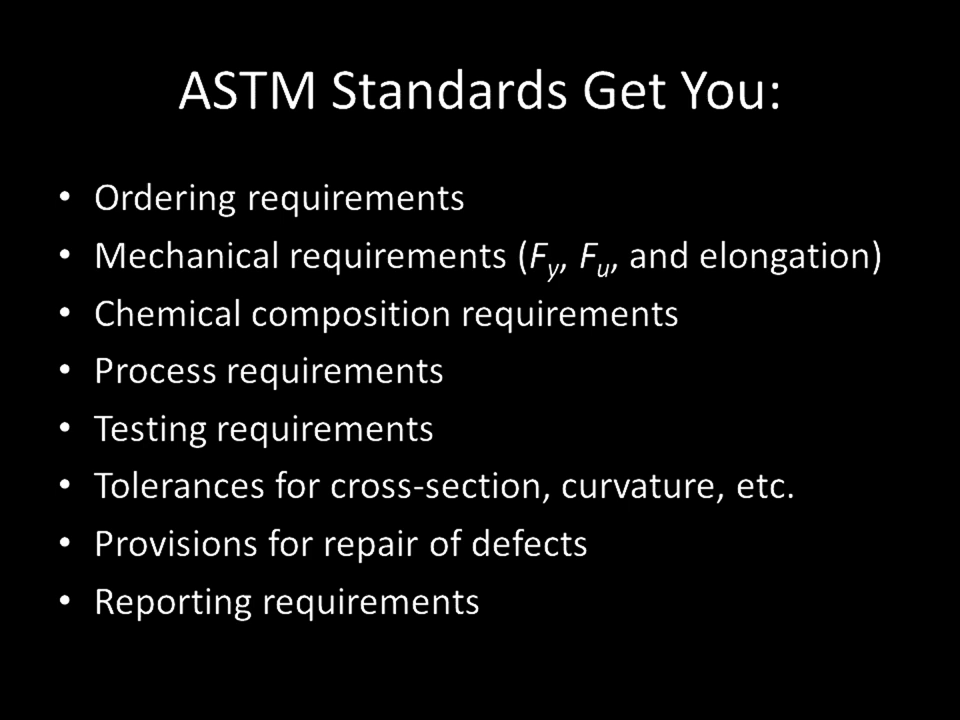 ASTM Standards Get You:
• Ordering requirements
• Mechanical requirements (Fy, Fu, and elongation)
• Chemical composition requirements
• Process requirements
• Testing requirements
• Tolerances for cross-section, curvature, etc.
• Provisions for repair of defects
• Reporting requirements